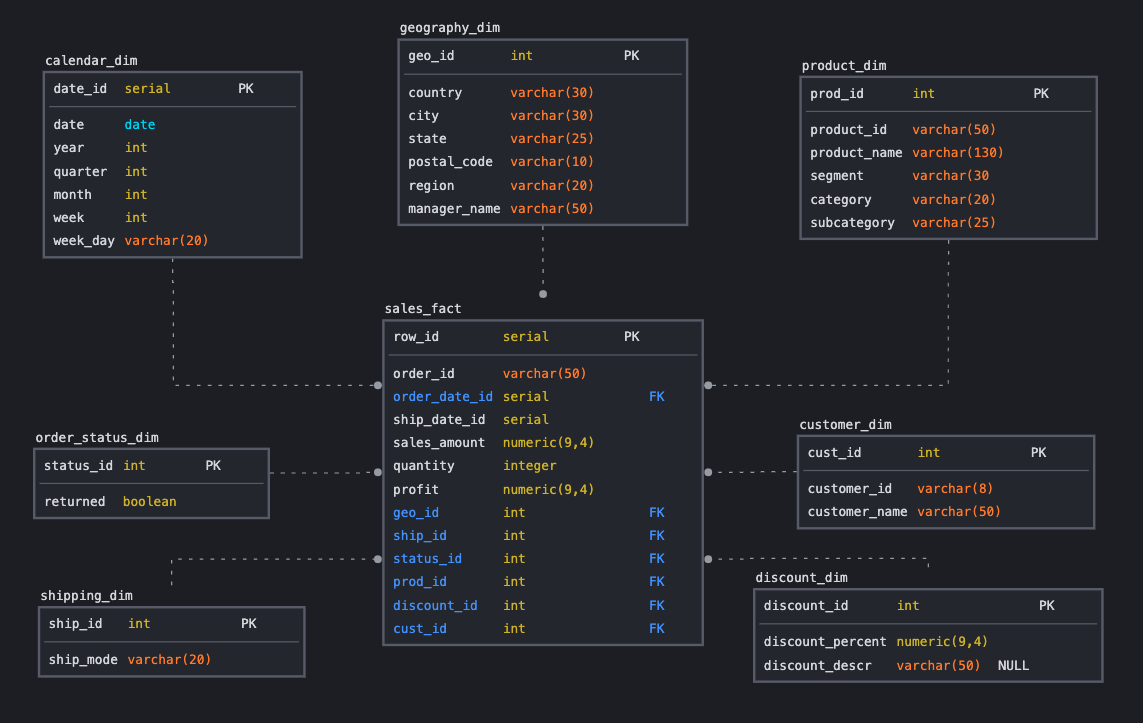 geography_dim
geo_id int PK
country varchar(30)
city varchar(30)
state varchar(25)
postal_code varchar(10)
region varchar(20)
manager_name varchar(50)
calendar_dim
date_id serial PK
date date
year int
quarter int
month int
week int
week_day varchar(20)
product_dim
prod_id int PK
product_id varchar(50)
product_name varchar(130)
segment varchar(30
category varchar(20)
subcategory varchar(25)
sales_fact
row_id serial PK
order_id varchar(50)
order_date_id serial FK
ship_date_id serial
sales_amount numeric(9,4)
quantity integer
profit numeric(9,4)
geo_id int FK
ship_id int FK
status_id int FK
prod_id int FK
discount_id int FK
cust_id int FK
order_status_dim
status_id int PK
returned boolean
customer_dim
cust_id int PK
customer_id varchar(8)
customer_name varchar(50)
shipping_dim
ship_id int PK
ship_mode varchar(20)
discount_dim
discount_id int PK
discount_percent numeric(9,4)
discount_descr varchar(50) NULL